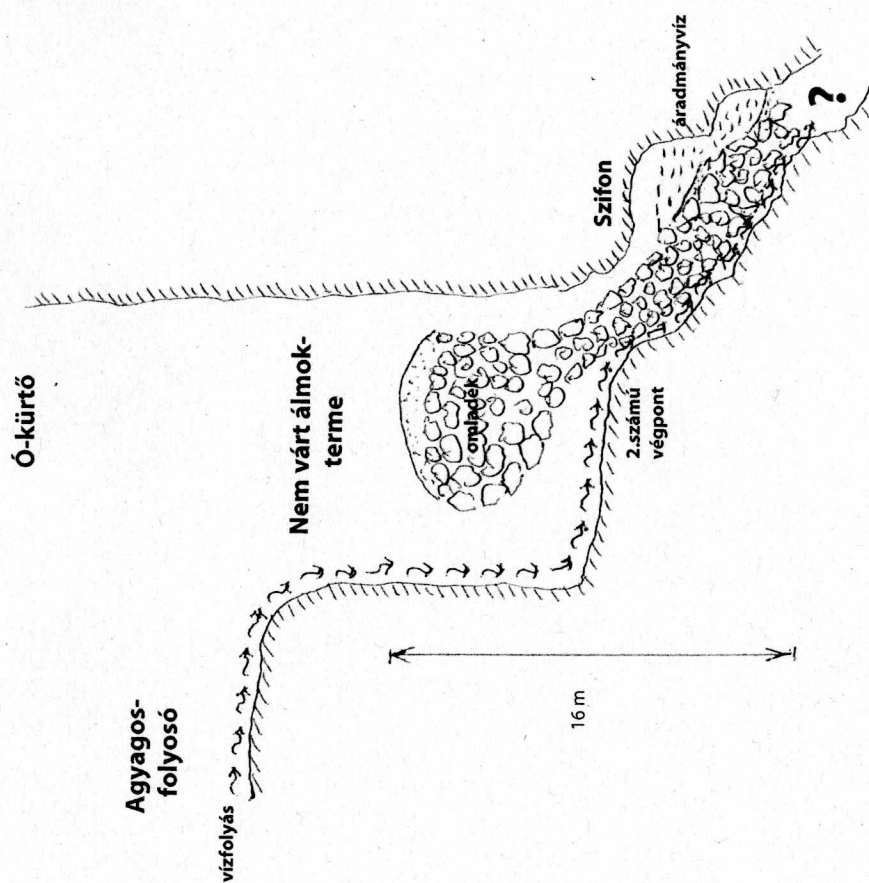 Ó-kürtő
Nem várt álmok-
terme
Agyagos-
folyosó
vízfolyás
omladék
Szifon
áradmányvíz
?
2.számú
végpont
16 m